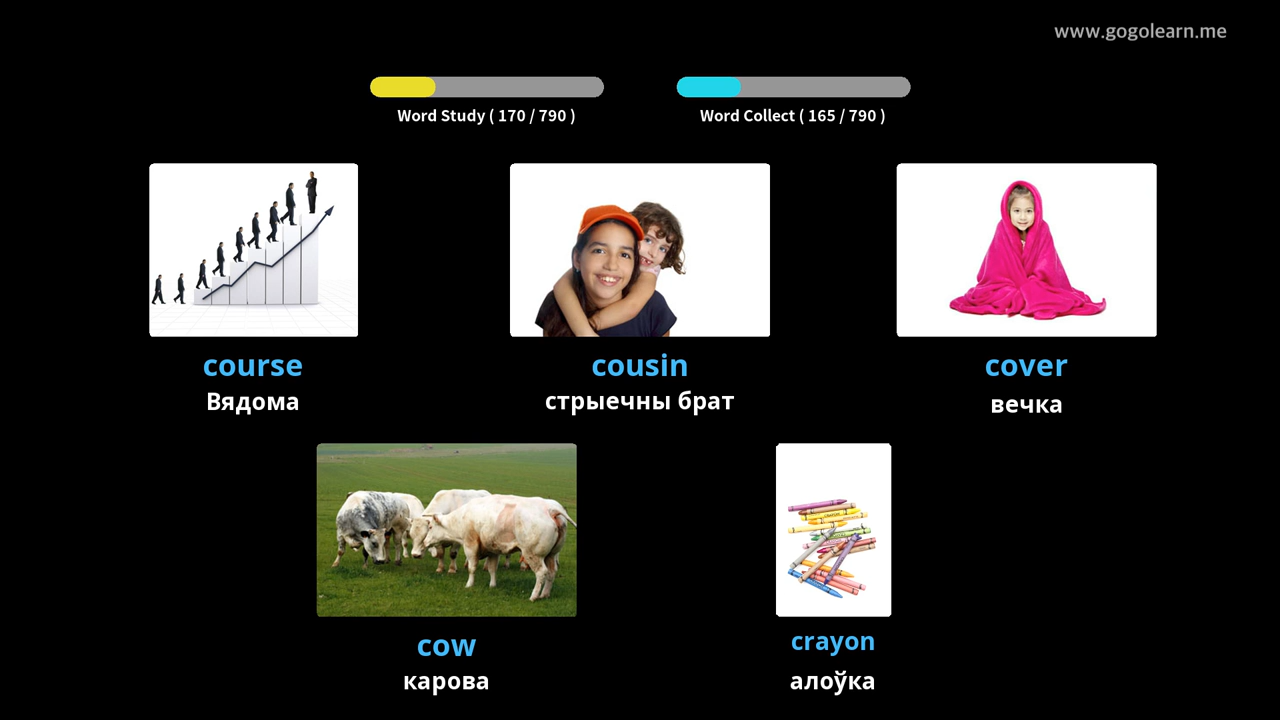 www.gogolearn.me
Word Study ( 170 / 790 )
Word Collect ( 165 / 790 )
course
Вядома
cousin
стрыечны брат
cover
вечка
cow
карова
crayon
алоўка